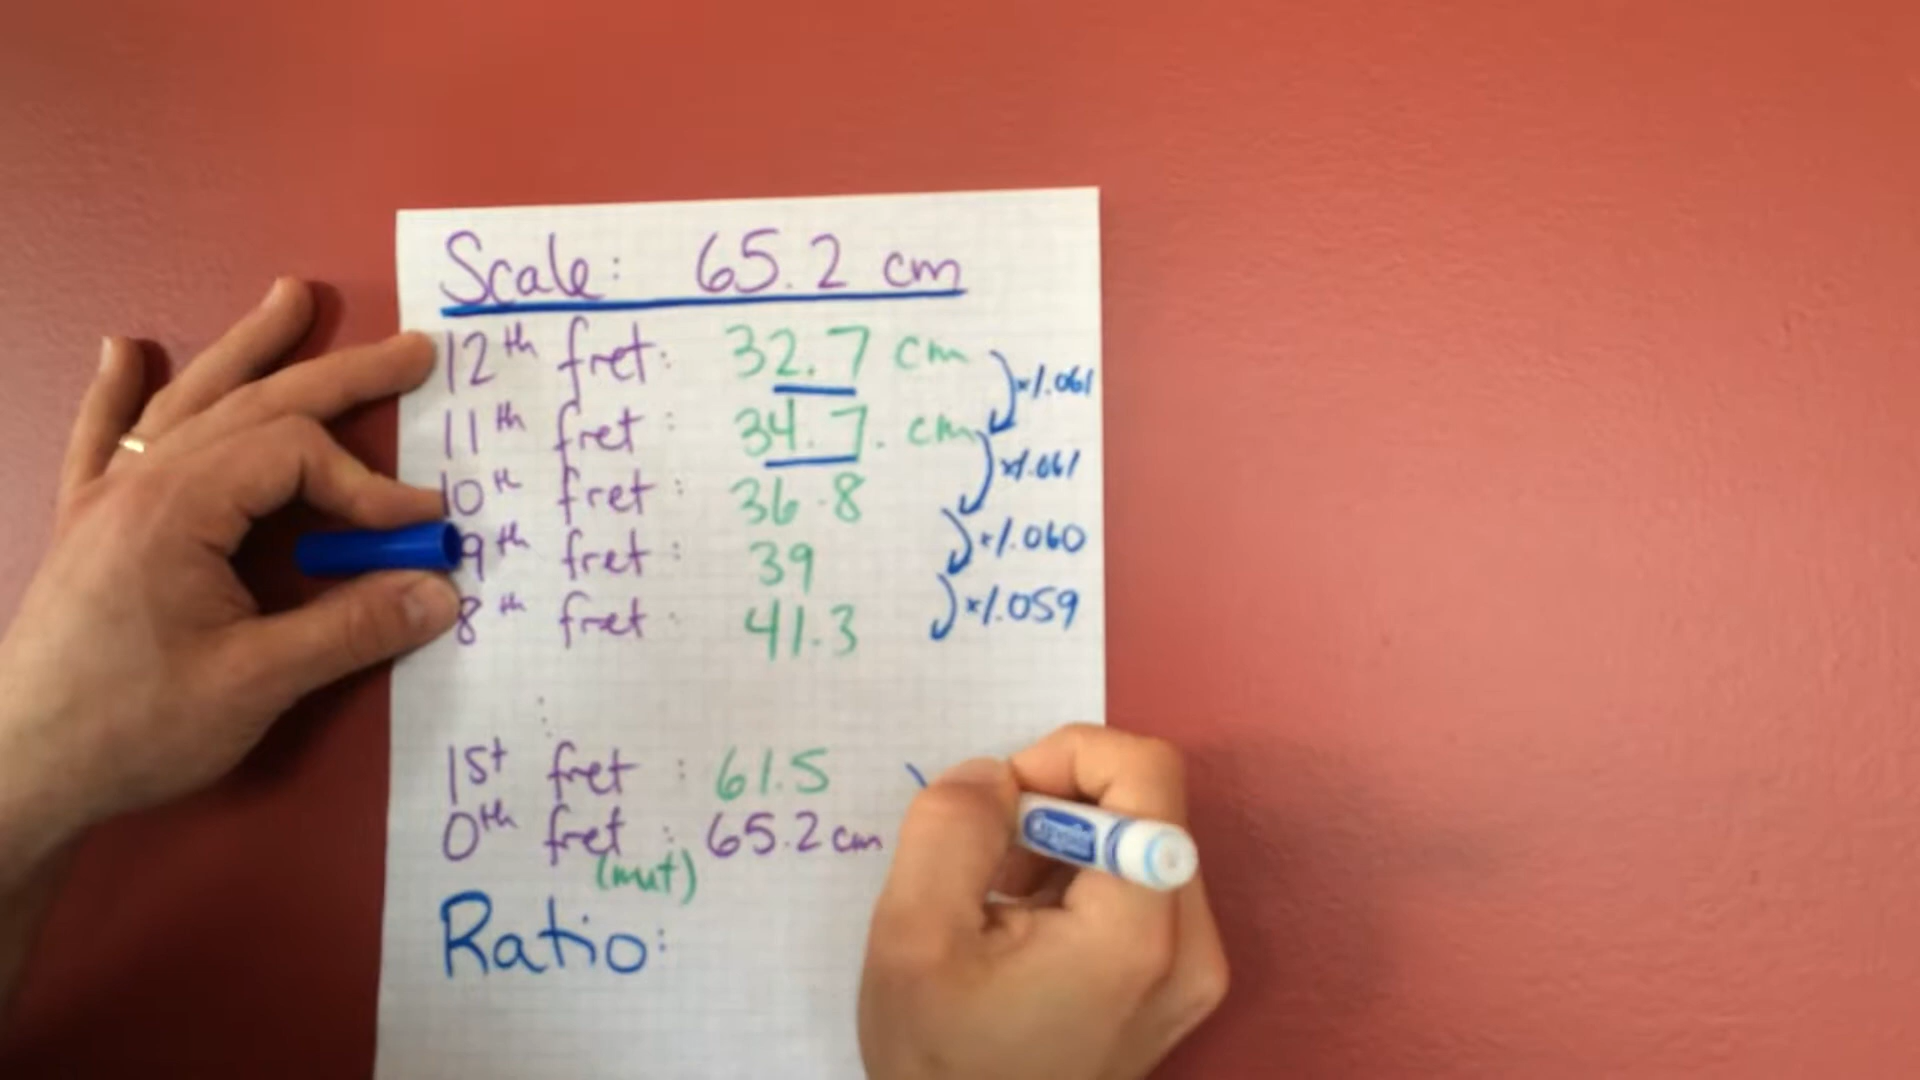 Scale: 65.2 cm
12th fret: 32.7 cm
×1.061
11th fret: 34.7. cm
×1.061
10th fret: 36.8
×1.060
9th fret: 39
×1.059
8th fret: 41.3
1st fret: 61.5
0th fret: 65.2 cm
(nut)
Ratio:
Crayola